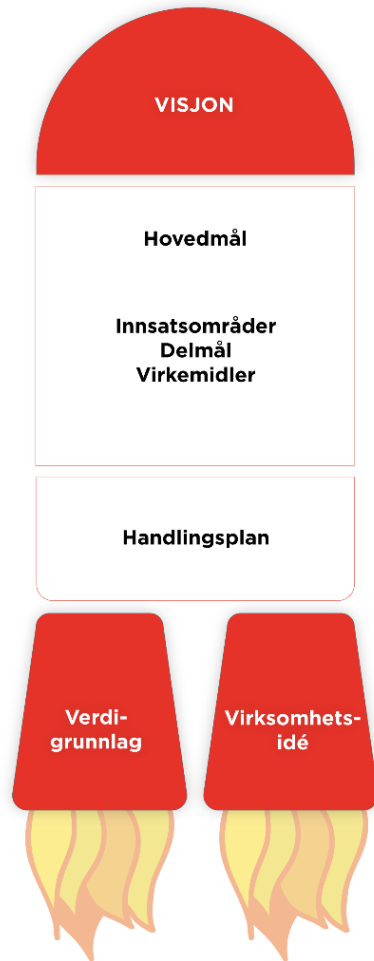 VISJON
Hovedmål
Innsatsområder
Delmål
Virkemidler
Handlingsplan
Verdi-
grunnlag
Virksomhets-
idé